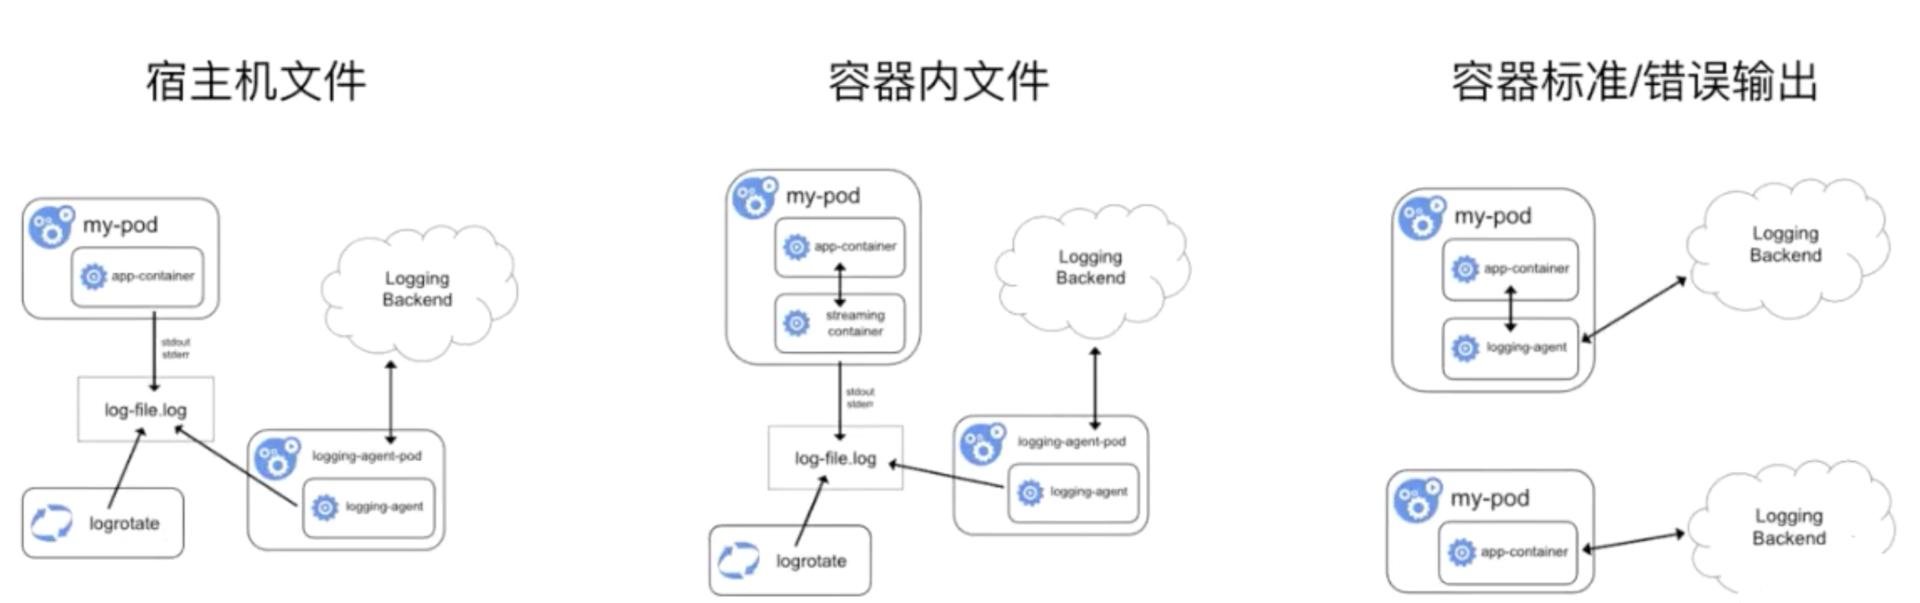 宿主机文件
my-pod
app-container
stdout
stderr
log-file.log
logrotate
Logging
Backend
logging-agent-pod
logging-agent
容器内文件
my-pod
app-container
streaming
container
stdout
stderr
log-file.log
logrotate
Logging
Backend
logging-agent-pod
logging-agent
容器标准/错误输出
my-pod
app-container
logging-agent
Logging
Backend
my-pod
app-container
Logging
Backend